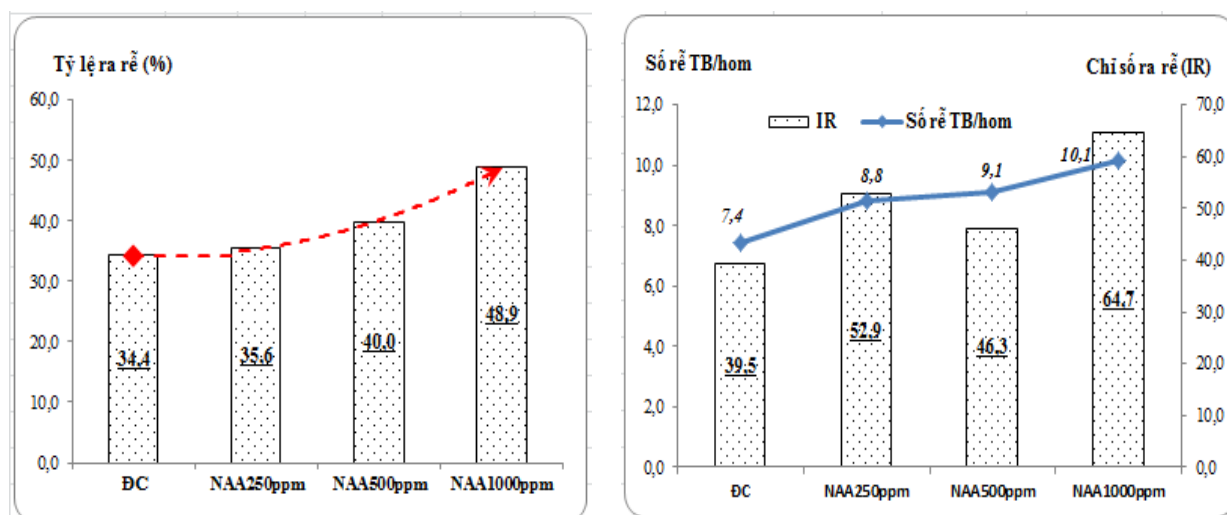 Tỷ lệ ra rễ (%)
60,0
50,0
40,0
30,0
20,0
10,0
0,0
34,4
35,6
40,0
48,9
ĐC
NAA250ppm
NAA500ppm
NAA1000ppm
Số rễ TB/hom
Chỉ số ra rễ (IR)
IR
Số rễ TB/hom
12,0
10,0
8,0
6,0
4,0
2,0
0,0
7,4
8,8
9,1
10,1
39,5
52,9
46,3
64,7
70,0
60,0
50,0
40,0
30,0
20,0
10,0
0,0
ĐC
NAA250ppm
NAA500ppm
NAA1000ppm